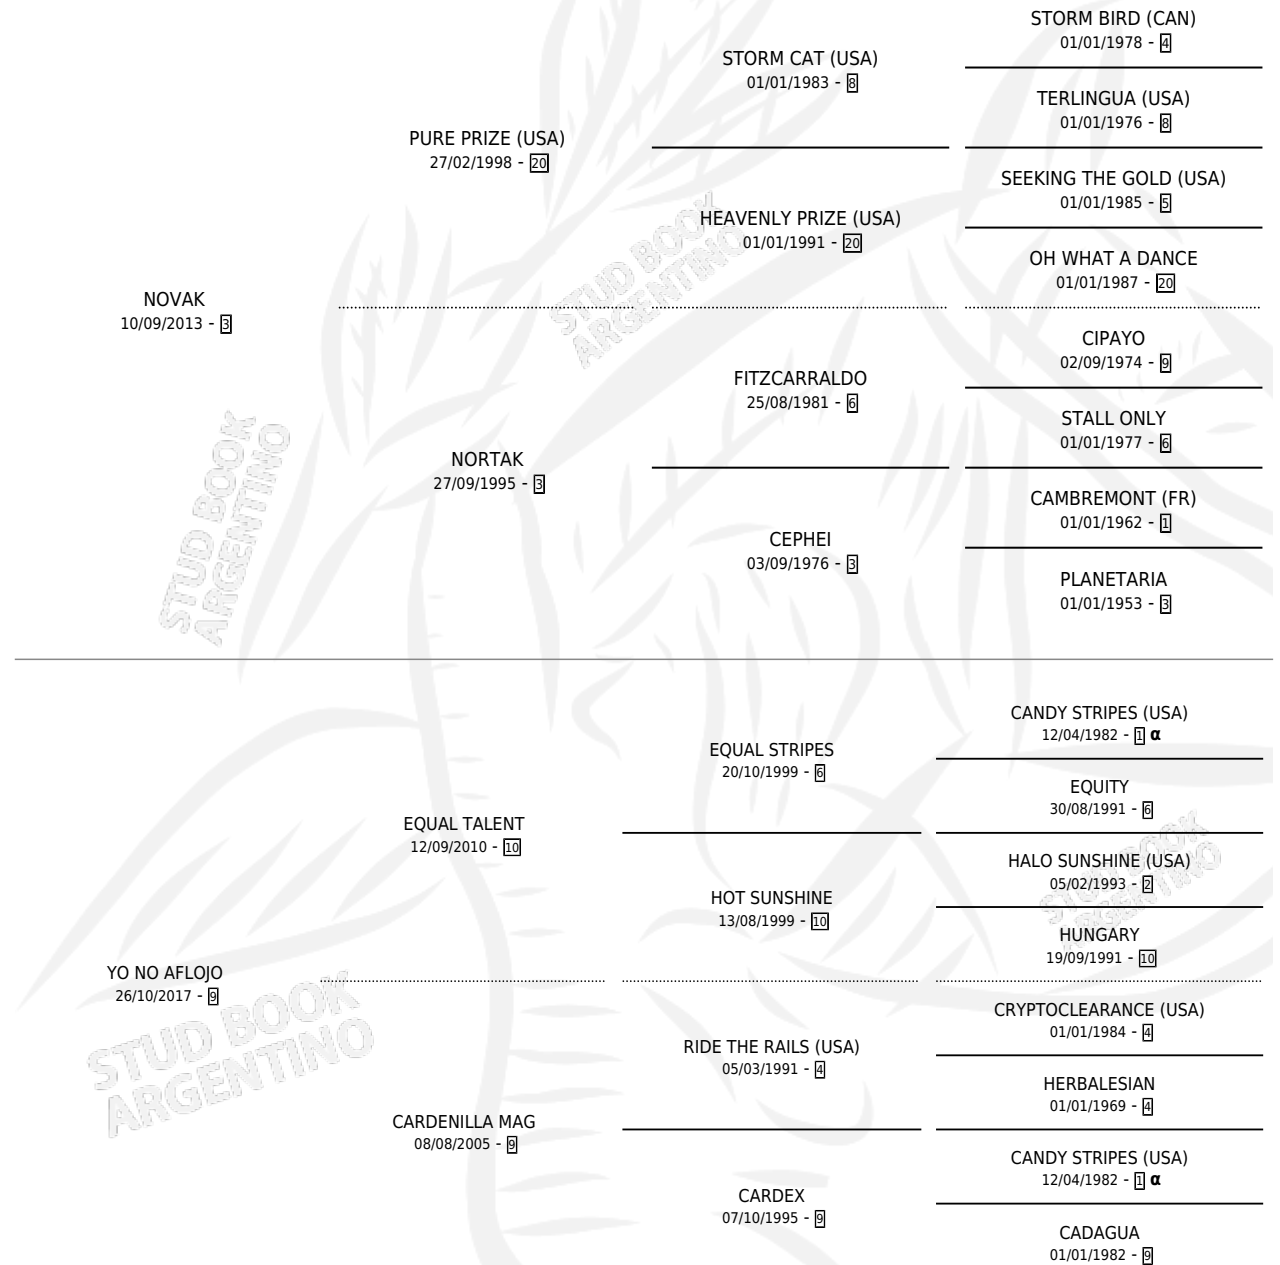 STORM BIRD (CAN)
01/01/1978 - 4
STORM CAT (USA)
01/01/1983 - 8
TERLINGUA (USA)
01/01/1976 - 8
PURE PRIZE (USA)
27/02/1998 - 20
SEEKING THE GOLD (USA)
01/01/1985 - 5
HEAVENLY PRIZE (USA)
01/01/1991 - 20
OH WHAT A DANCE
01/01/1987 - 20
NOVAK
10/09/2013 - 3
CIPAYO
02/09/1974 - 9
FITZCARRALDO
25/08/1981 - 6
STALL ONLY
01/01/1977 - 6
NORTAK
27/09/1995 - 3
CAMBREMONT (FR)
01/01/1962 - 1
CEPHEI
03/09/1976 - 3
PLANETARIA
01/01/1953 - 3
STUD BOOK
ARGENTINO
STUD BOOK
ARGENTINO
CANDY STRIPES (USA)
12/04/1982 - 1 α
EQUAL STRIPES
20/10/1999 - 6
EQUITY
30/08/1991 - 6
EQUAL TALENT
12/09/2010 - 10
HALO SUNSHINE (USA)
05/02/1993 - 2
HOT SUNSHINE
13/08/1999 - 10
HUNGARY
19/09/1991 - 10
YO NO AFLOJO
26/10/2017 - 9
CRYPTOCLEARANCE (USA)
01/01/1984 - 4
RIDE THE RAILS (USA)
05/03/1991 - 4
HERBALESIAN
01/01/1969 - 4
CARDENILLA MAG
08/08/2005 - 9
CANDY STRIPES (USA)
12/04/1982 - 1 α
CARDEX
07/10/1995 - 9
CADAGUA
01/01/1982 - 9
STUD BOOK
ARGENTINO
STUD BOOK
ARGENTINO